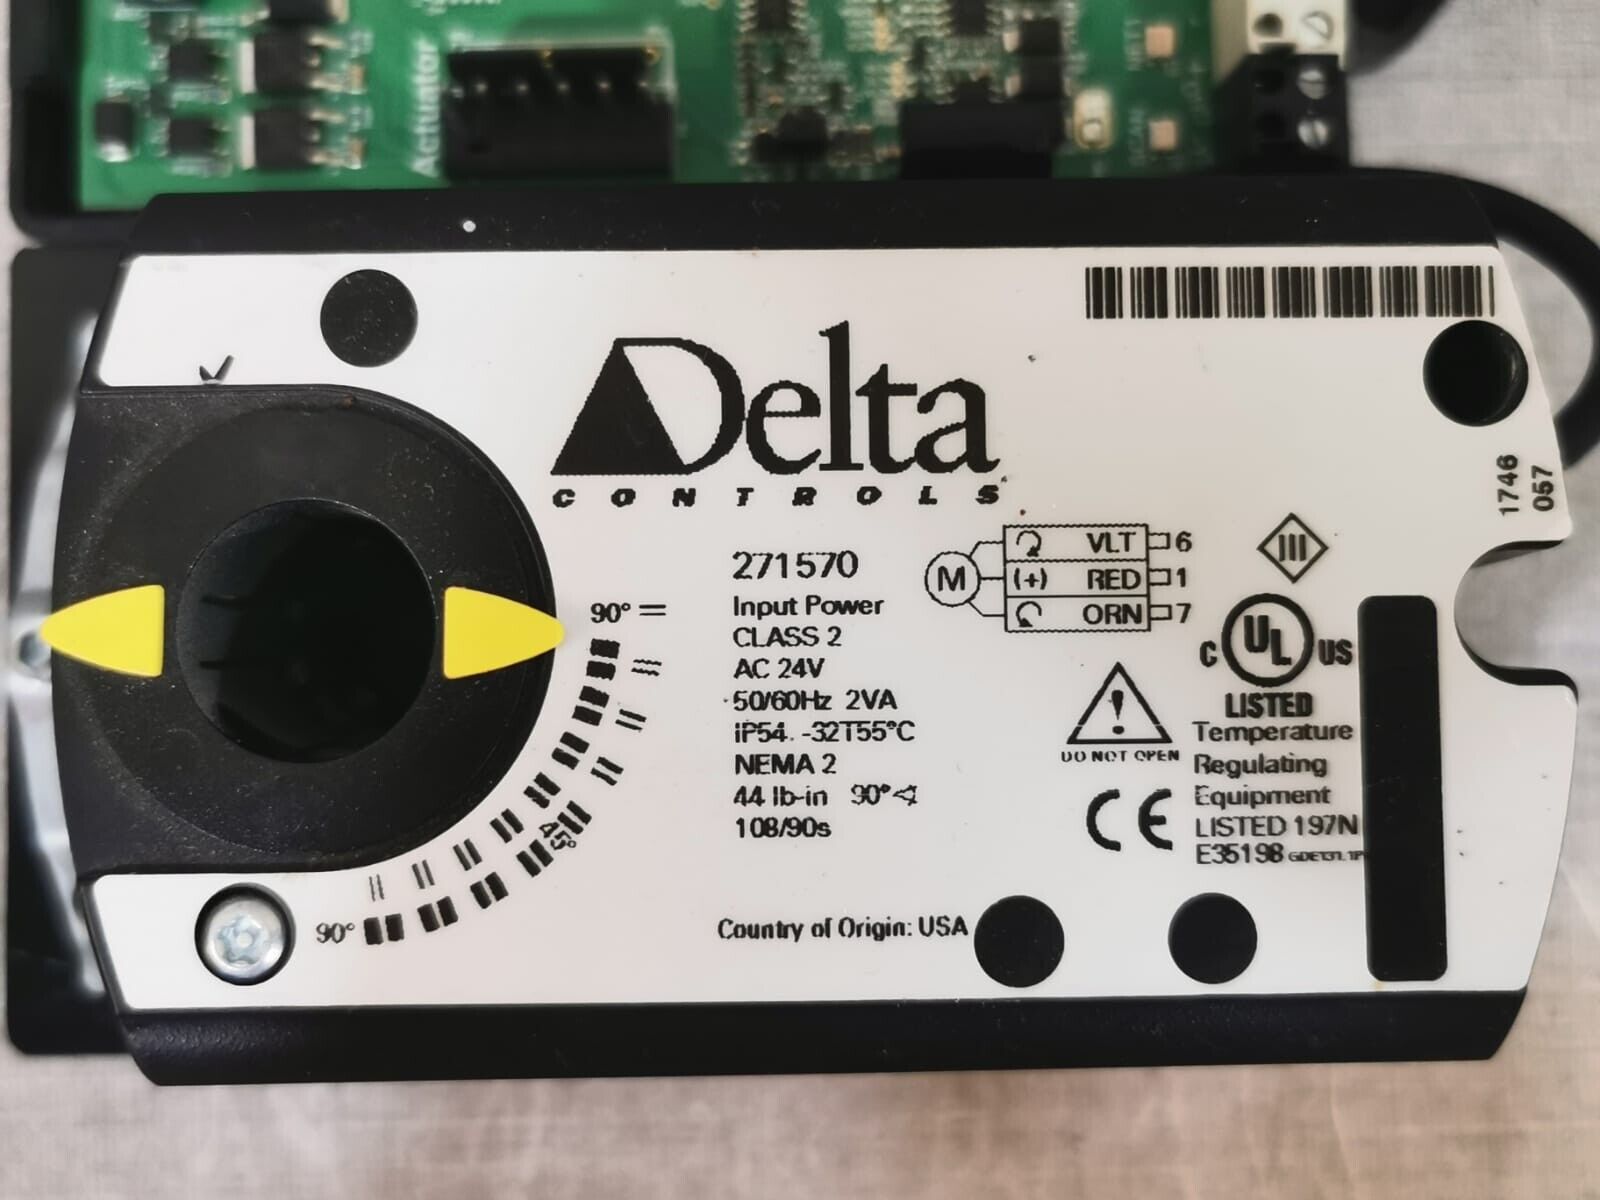 Actuator
Delta
CONTROLS
1746
057
271570
Input Power
CLASS 2
AC 24V
50/60Hz 2VA
IP54. -32T55°C
NEMA 2
44 lb-in 90°
108/90s
VLT 6
(+) RED 1
ORN 7
M
III
C UL US
LISTED
Temperature
Regulating
Equipment
LISTED 197N
E35198 GDE131.1P
DO NOT OPEN
CE
90°
45°
90°
Country of Origin: USA